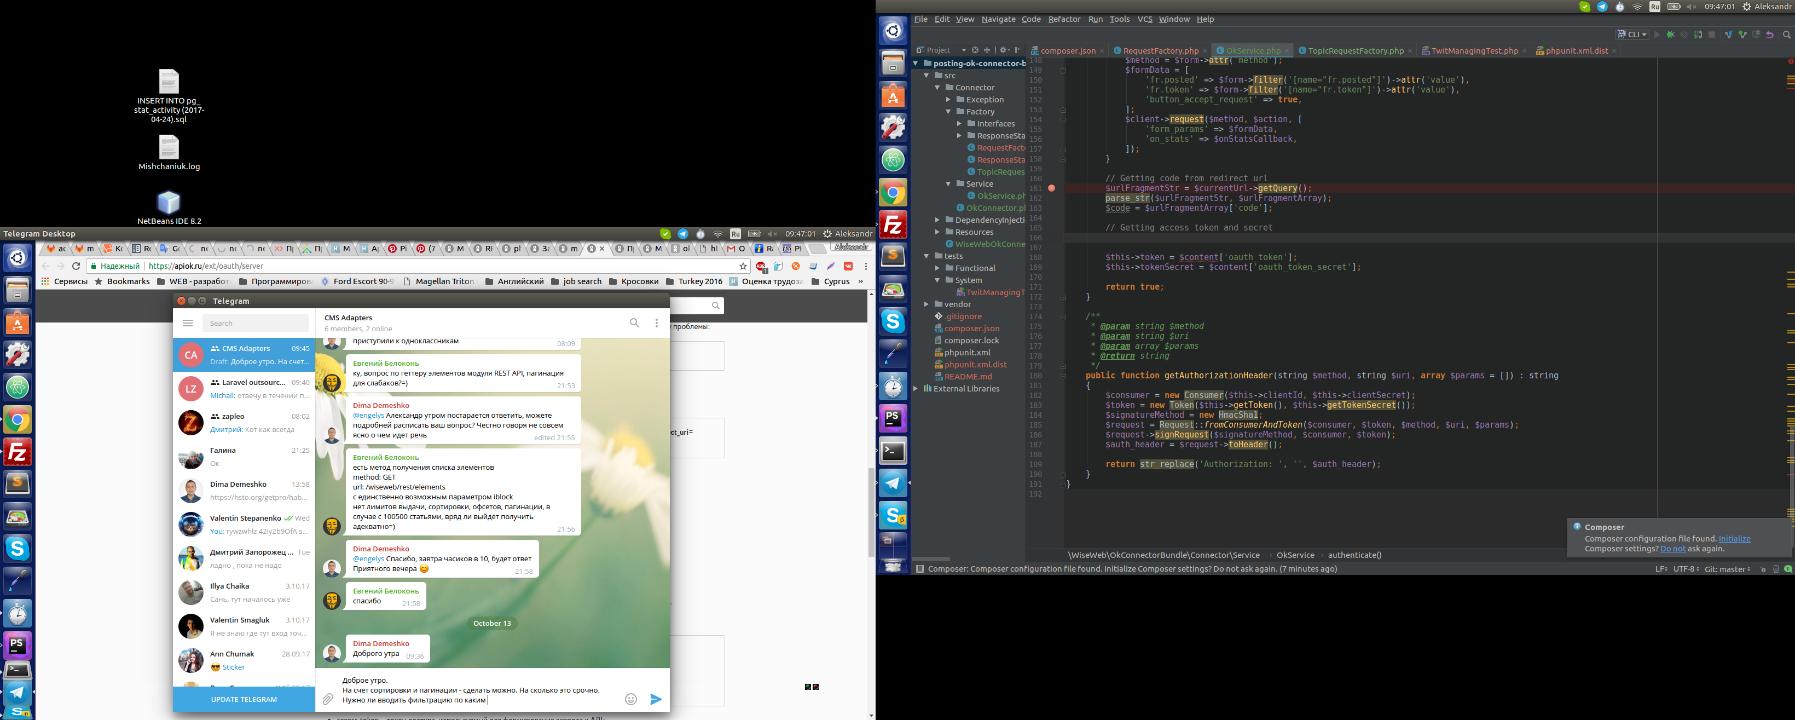 INSERT INTO pg_
stat_activity (2017-
04-24).sql
Mishchaniuk.log
NetBeans IDE 8.2
Telegram Desktop
Ru
09:47:01
Aleksandr
Надежный
https://apiok.ru/ext/oauth/server
Сервисы
Bookmarks
WEB - разработ
Программиро
Ford Escort 90-9
Magellan Triton
Английский
job search
Кросовки
Turkey 2016
Оценка трудоз
Cyprus
»
Telegram
Search
CMS Adapters
09:45
Draft: Доброе утро. На счет...
Laravel outsourc...
09:40
Michail: отвечу в течении п...
zapleo
08:02
Дмитрий: Кот как всегда
Галина
21:25
Ок
Dima Demeshko
13:58
https://hsto.org/getpro/hab...
Valentin Stepanenko
Wed
Дмитрий Запорожец ...
Tue
ладно , пока не надо
Illya Chaika
3.10.17
Сань, тут началось уже
Valentin Smagluk
3.10.17
Я не знаю где тут вход точ...
Ann Chumak
28.09.17
Sticker
UPDATE TELEGRAM
CMS Adapters
6 members, 2 online
приступили к одноклассникам
08:09
Евгений Белоконь
ку, вопрос по геттеру элементов модуля REST API, пагинация
для слабаков?=)
21:53
Dima Demeshko
@engelys Александр утром постарается ответить, можете
подробней расписать ваш вопрос? Честно говоря не совсем
ясно о чем идет речь
edited 21:55
Евгений Белоконь
есть метод получения списка элементов
method: GET
url: /wiseweb/rest/elements
с единственно возможным параметром iblock
нет лимитов выдачи, сортировки, офсетов, пагинации, в
случае с 100500 статьями, вряд ли выйдет получить
адекватно=)
21:56
Dima Demeshko
@engelys Спасибо, завтра часиков в 10, будет ответ
Приятного вечера
21:58
Евгений Белоконь
спасибо
21:58
October 13
Dima Demeshko
Доброго утра
09:36
Доброе утро.
На счет сортировки и пагинации - сделать можно. На сколько это срочно.
Нужно ли вводить фильтрацию по каким
у проблемы:
ct_uri=
Ru
09:47:01
Aleksandr
File Edit View Navigate Code Refactor Run Tools VCS Window Help
CLI
Project
composer.json
RequestFactory.php
OkService.php
TopicRequestFactory.php
TwitManagingTest.php
phpunit.xml.dist
posting-ok-connector-b
src
Connector
Exception
Factory
Interfaces
ResponseSta
RequestFact
ResponseSta
TopicReques
Service
OkService.ph
OkConnector.pl
DependencyInjecti
Resources
WiseWebOkConne
tests
Functional
System
TwitManagingT
vendor
.gitignore
composer.json
composer.lock
phpunit.xml
phpunit.xml.dist
README.md
External Libraries
148 $method = $form->attr('method');
149 $formData = [
150 'fr.posted' => $form->filter('[name="fr.posted"]')->attr('value'),
151 'fr.token' => $form->filter('[name="fr.token"]')->attr('value'),
152 'button_accept_request' => true,
153 ];
154 $client->request($method, $action, [
155 'form_params' => $formData,
156 'on_stats' => $onStatsCallback,
157 ]);
158 }
159
160 // Getting code from redirect url
161 $urlFragmentStr = $currentUrl->getQuery();
162 parse_str($urlFragmentStr, $urlFragmentArray);
163 $code = $urlFragmentArray['code'];
164
165 // Getting access token and secret
166
167
168 $this->token = $content['oauth_token'];
169 $this->tokenSecret = $content['oauth_token_secret'];
170
171 return true;
172 }
173
174 /**
175 * @param string $method
176 * @param string $uri
177 * @param array $params
178 * @return string
179 */
180 public function getAuthorizationHeader(string $method, string $uri, array $params = []) : string
181 {
182 $consumer = new Consumer($this->clientId, $this->clientSecret);
183 $token = new Token($this->getToken(), $this->getTokenSecret());
184 $signatureMethod = new HmacSha1;
185 $request = Request::fromConsumerAndToken($consumer, $token, $method, $uri, $params);
186 $request->signRequest($signatureMethod, $consumer, $token);
187 $auth_header = $request->toHeader();
188
189 return str_replace('Authorization: ', '', $auth_header);
190 }
191 }
192
Composer
Composer configuration file found. Initialize
Composer settings? Do not ask again.
\WiseWeb\OkConnectorBundle\Connector\Service
OkService
authenticate()
Composer: Composer configuration file found. Initialize Composer settings? Do not ask again. (7 minutes ago)
LF÷ UTF-8÷ Git: master÷